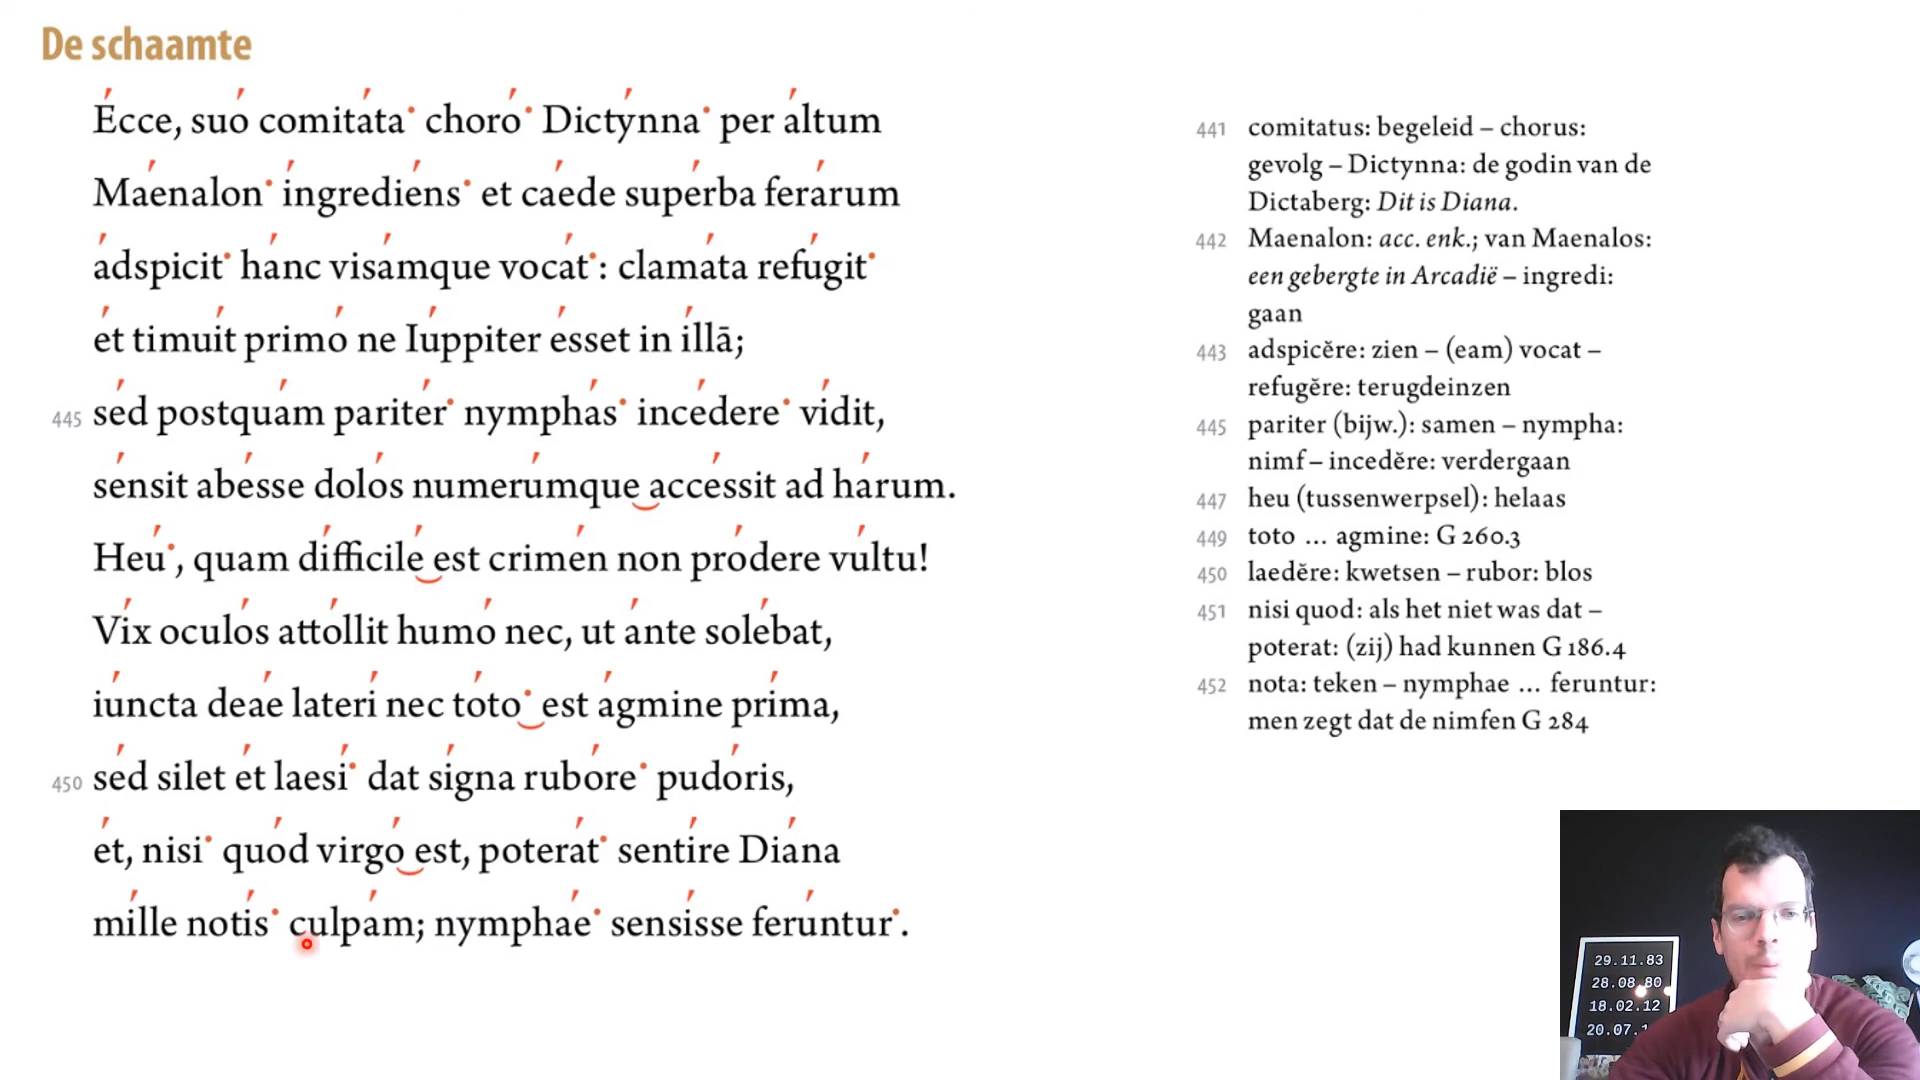 De schaamte
Ecce, suo comitata choro Dictynna per altum
Maenalon ingrediens et caede superba ferarum
adspicit hanc visamque vocat: clamata refugit
et timuit primo ne Iuppiter esset in illā;
445 sed postquam pariter nymphas incedere vidit,
sensit abesse dolos numerumque accessit ad harum.
Heu, quam difficile est crimen non prodere vultu!
Vix oculos attollit humo nec, ut ante solebat,
iuncta deae lateri nec toto est agmine prima,
450 sed silet et laesi dat signa rubore pudoris,
et, nisi quod virgo est, poterat sentire Diana
mille notis culpam; nymphae sensisse feruntur.
441 comitatus: begeleid – chorus:
gevolg – Dictynna: de godin van de
Dictaberg: Dit is Diana.
442 Maenalon: acc. enk.; van Maenalos:
een gebergte in Arcadië – ingredi:
gaan
443 adspicĕre: zien – (eam) vocat –
refugĕre: terugdeinzen
445 pariter (bijw.): samen – nympha:
nimf – incedĕre: verdergaan
447 heu (tussenwerpsel): helaas
449 toto ... agmine: G 260.3
450 laedĕre: kwetsen – rubor: blos
451 nisi quod: als het niet was dat –
poterat: (zij) had kunnen G 186.4
452 nota: teken – nymphae ... feruntur:
men zegt dat de nimfen G 284
29.11.83
28.08.80
18.02.12
20.07.1